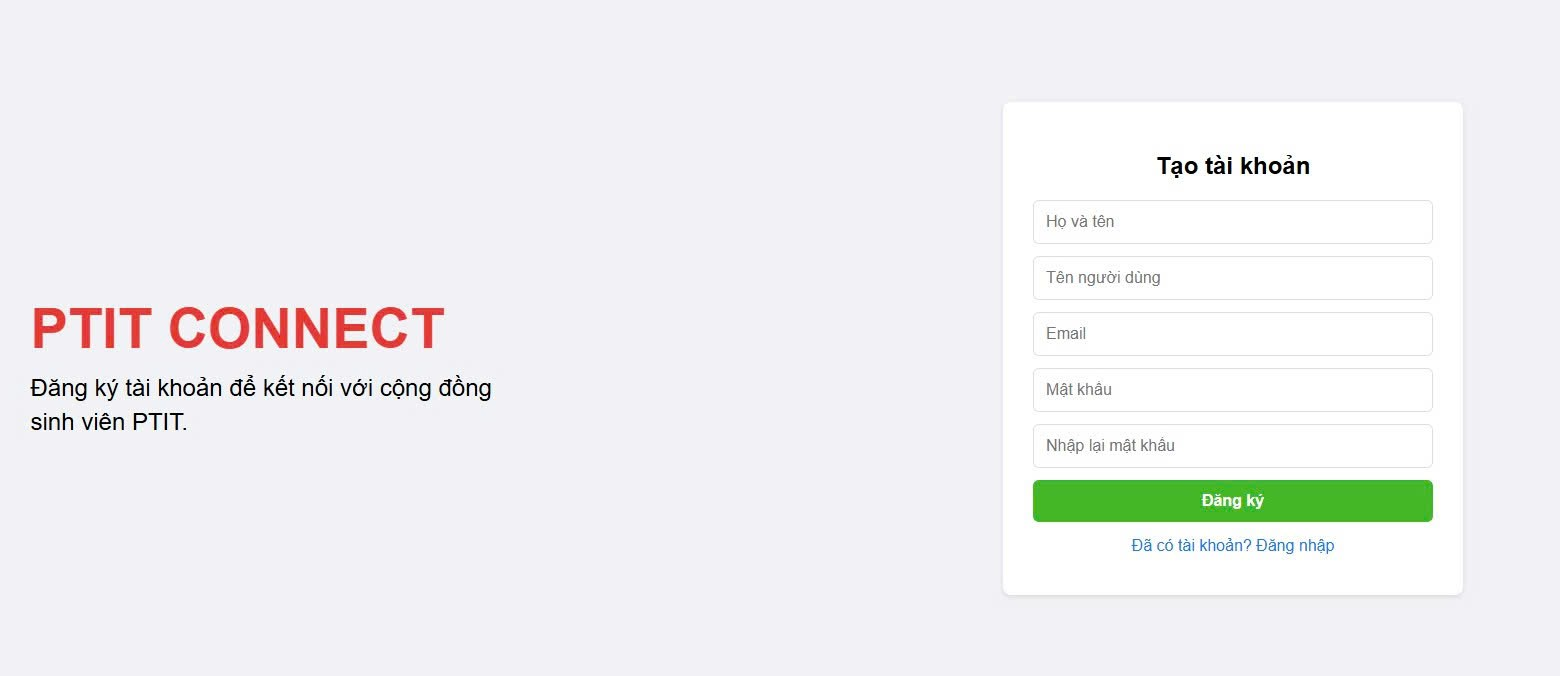 PTIT CONNECT
Đăng ký tài khoản để kết nối với cộng đồng
sinh viên PTIT.
Tạo tài khoản
Họ và tên
Tên người dùng
Email
Mật khẩu
Nhập lại mật khẩu
Đăng ký
Đã có tài khoản? Đăng nhập